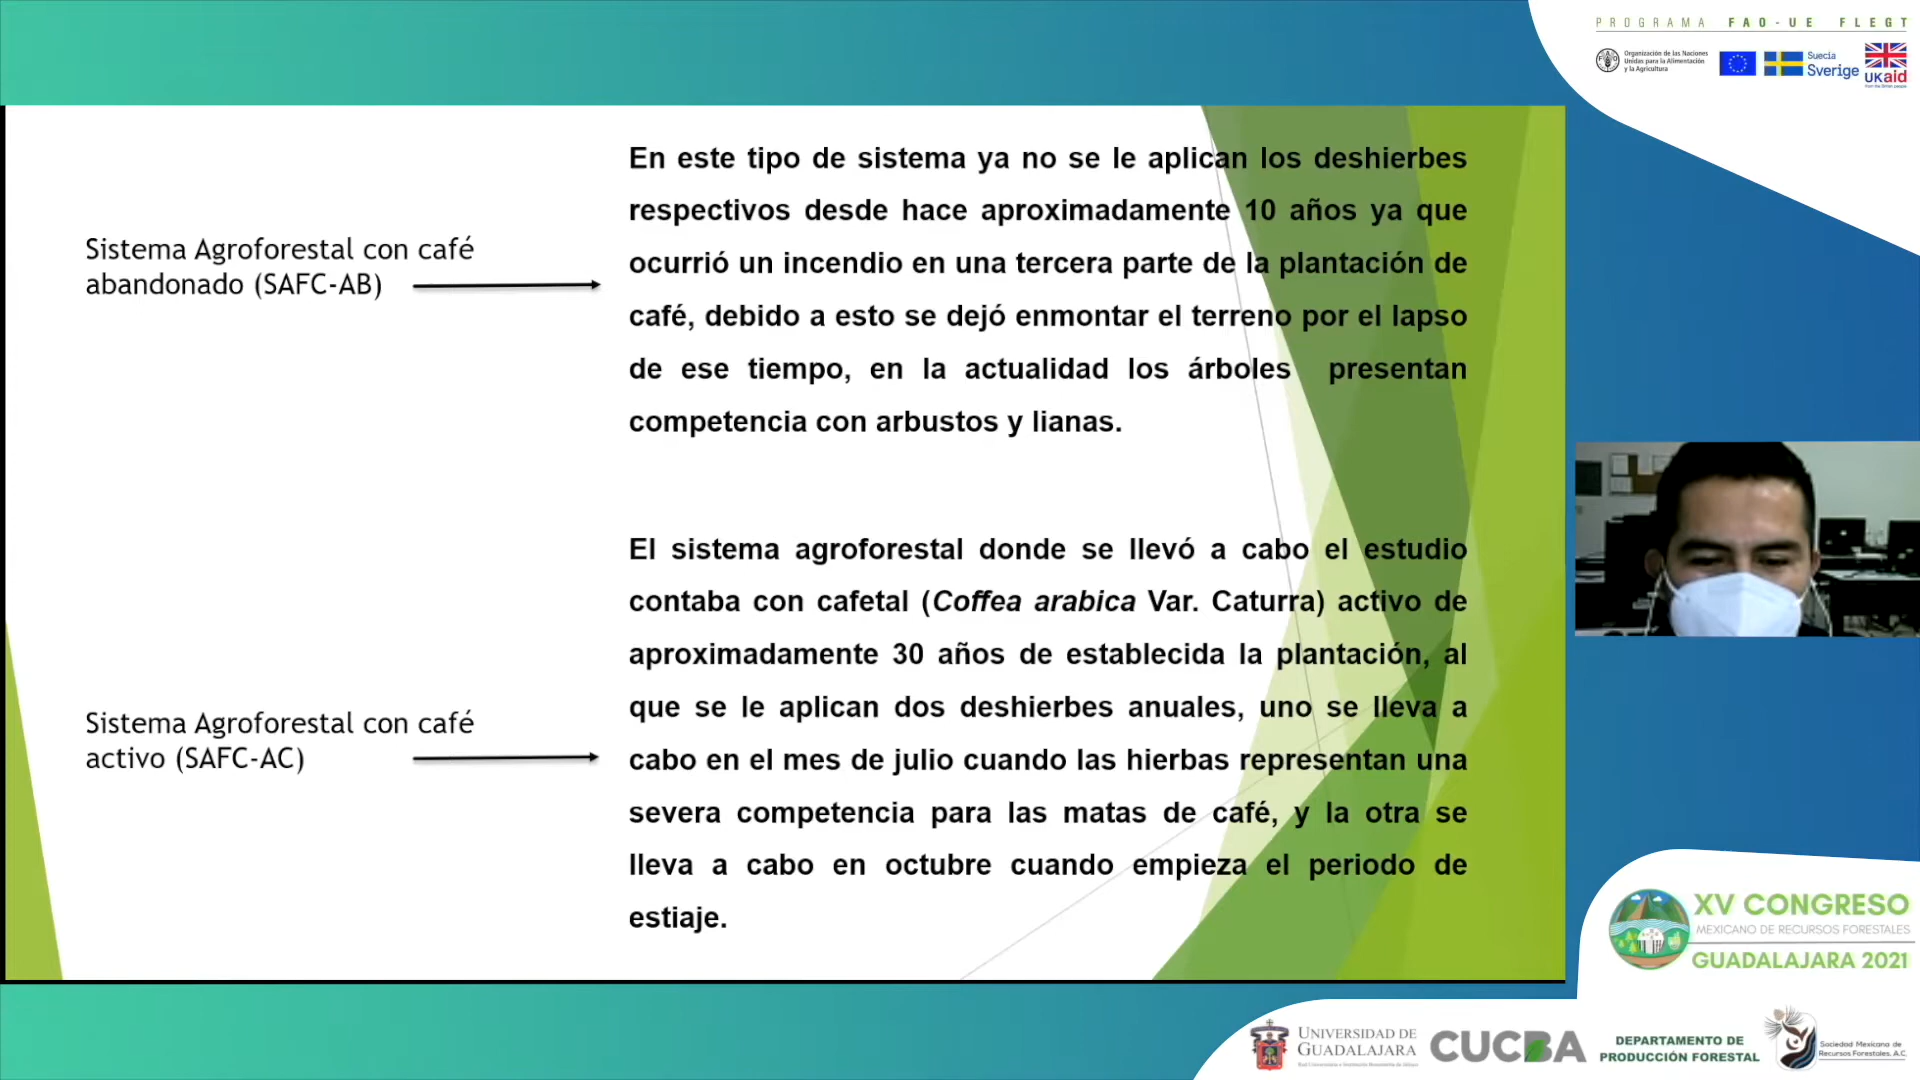 PROGRAMA FAO-UE FLEGT
Organización de las Naciones
Unidas para la Alimentación
y la Agricultura
Suecia
Sverige
UKaid
from the British people
Sistema Agroforestal con café
abandonado (SAFC-AB)
En este tipo de sistema ya no se le aplican los deshierbes
respectivos desde hace aproximadamente 10 años ya que
ocurrió un incendio en una tercera parte de la plantación de
café, debido a esto se dejó enmontar el terreno por el lapso
de ese tiempo, en la actualidad los árboles presentan
competencia con arbustos y lianas.
Sistema Agroforestal con café
activo (SAFC-AC)
El sistema agroforestal donde se llevó a cabo el estudio
contaba con cafetal (Coffea arabica Var. Caturra) activo de
aproximadamente 30 años de establecida la plantación, al
que se le aplican dos deshierbes anuales, uno se lleva a
cabo en el mes de julio cuando las hierbas representan una
severa competencia para las matas de café, y la otra se
lleva a cabo en octubre cuando empieza el periodo de
estiaje.
XV CONGRESO
MEXICANO DE RECURSOS FORESTALES
GUADALAJARA 2021
UNIVERSIDAD DE
GUADALAJARA
CUCBA
DEPARTAMENTO DE
PRODUCCIÓN FORESTAL
Sociedad Mexicana de
Recursos Forestales, A.C.